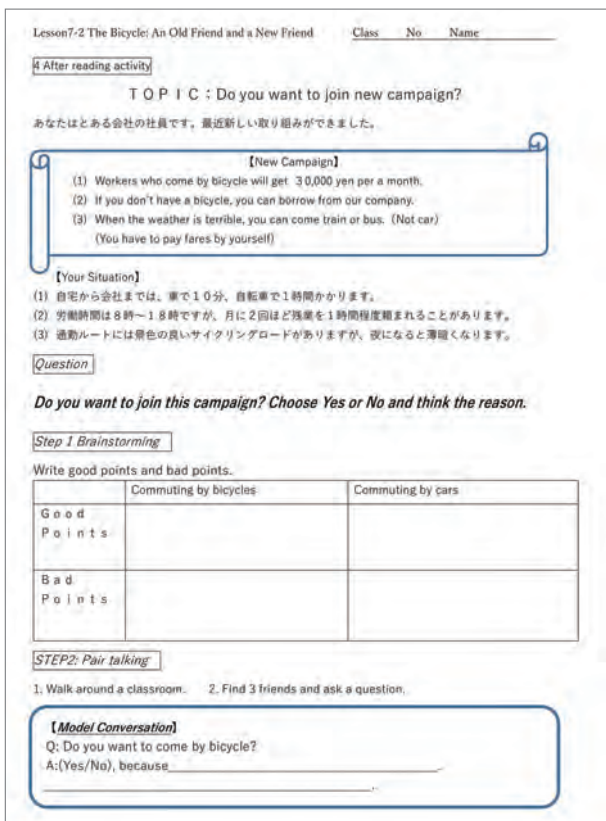 Lesson7-2 The Bicycle: An Old Friend and a New Friend Class No Name
4 After reading activity
TOPIC：Do you want to join new campaign?
あなたはとある会社の社員です。最近新しい取り組みができました。
【New Campaign】
(1) Workers who come by bicycle will get ３0,000 yen per a month.
(2) If you don't have a bicycle, you can borrow from our company.
(3) When the weather is terrible, you can come train or bus. (Not car)
(You have to pay fares by yourself)
【Your Situation】
(1) 自宅から会社までは、車で１０分、自転車で１時間かかります。
(2) 労働時間は８時～１８時ですが、月に２回ほど残業を１時間程度頼まれることがあります。
(3) 通勤ルートには景色の良いサイクリングロードがありますが、夜になると薄暗くなります。
Question
Do you want to join this campaign? Choose Yes or No and think the reason.
Step 1 Brainstorming
Write good points and bad points.
Commuting by bicycles Commuting by cars
Good
Points
Bad
Points
STEP2: Pair talking
1. Walk around a classroom. 2. Find 3 friends and ask a question.
【Model Conversation】
Q: Do you want to come by bicycle?
A:(Yes/No), because .
.